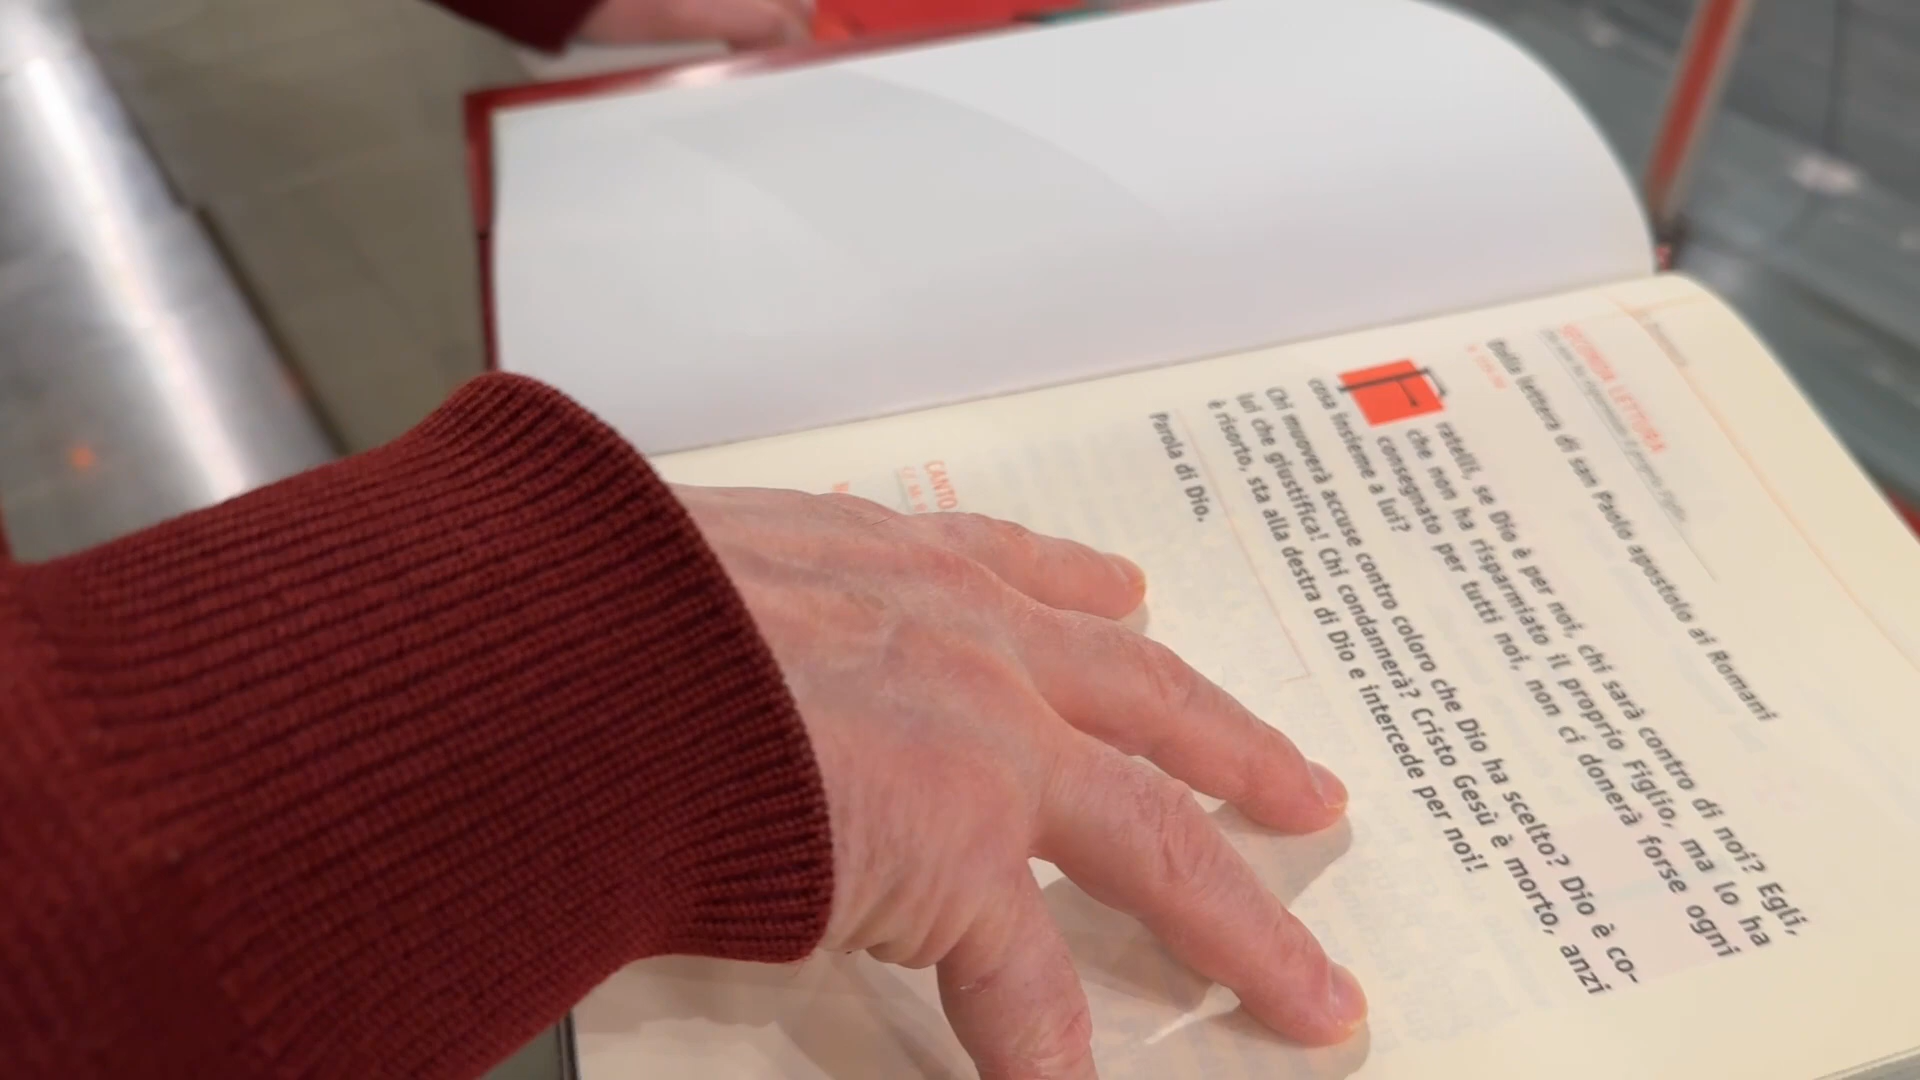 SECONDA LETTURA
Dalla lettera di san Paolo apostolo ai Romani
Fratelli, se Dio è per noi, chi sarà contro di noi? Egli,
che non ha risparmiato il proprio Figlio, ma lo ha
consegnato per tutti noi, non ci donerà forse ogni
cosa insieme a lui?
Chi muoverà accuse contro coloro che Dio ha scelto? Dio è co-
lui che giustifica! Chi condannerà? Cristo Gesù è morto, anzi
è risorto, sta alla destra di Dio e intercede per noi!
Parola di Dio.
CANTO